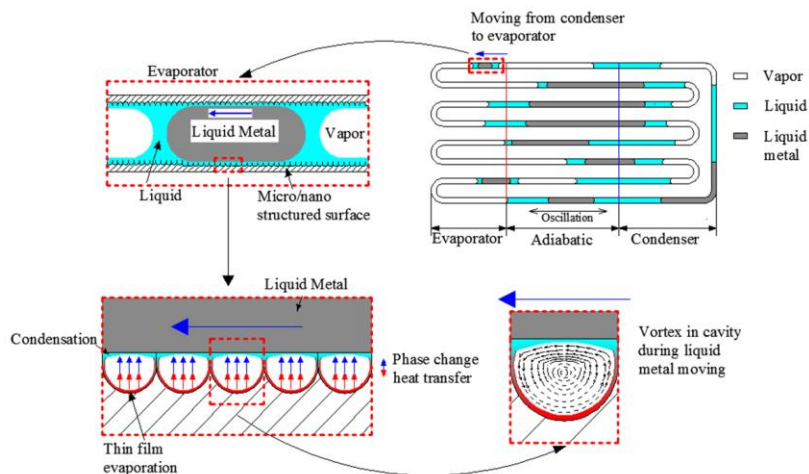 Moving from condenser
to evaporator
Evaporator
Liquid Metal
Vapor
Liquid
Micro/nano
structured surface
Vapor
Liquid
Liquid
metal
Oscillation
Evaporator
Adiabatic
Condenser
Liquid Metal
Condensation
Phase change
heat transfer
Thin film
evaporation
Vortex in cavity
during liquid
metal moving